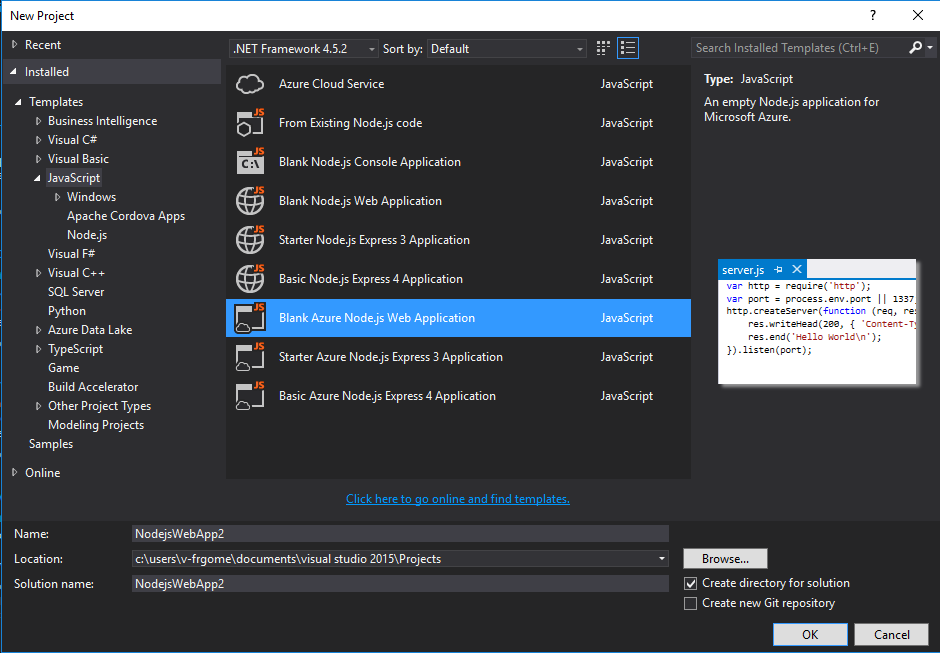 New Project
Recent
Installed
Templates
Business Intelligence
Visual C#
Visual Basic
JavaScript
Windows
Apache Cordova Apps
Node.js
Visual F#
Visual C++
SQL Server
Python
Azure Data Lake
TypeScript
Game
Build Accelerator
Other Project Types
Modeling Projects
Samples
Online
.NET Framework 4.5.2 Sort by: Default
Azure Cloud Service JavaScript
JS From Existing Node.js code JavaScript
JS C:\ Blank Node.js Console Application JavaScript
JS Blank Node.js Web Application JavaScript
JS Starter Node.js Express 3 Application JavaScript
JS Basic Node.js Express 4 Application JavaScript
JS Blank Azure Node.js Web Application JavaScript
JS Starter Azure Node.js Express 3 Application JavaScript
JS Basic Azure Node.js Express 4 Application JavaScript
Click here to go online and find templates.
Search Installed Templates (Ctrl+E)
Type: JavaScript
An empty Node.js application for
Microsoft Azure.
server.js
var http = require('http');
var port = process.env.port || 1337
http.createServer(function (req, res
res.writeHead(200, { 'Content-Ty
res.end('Hello World\n');
}).listen(port);
Name: NodejsWebApp2
Location: c:\users\v-frgome\documents\visual studio 2015\Projects Browse...
Solution name: NodejsWebApp2
Create directory for solution
Create new Git repository
OK Cancel